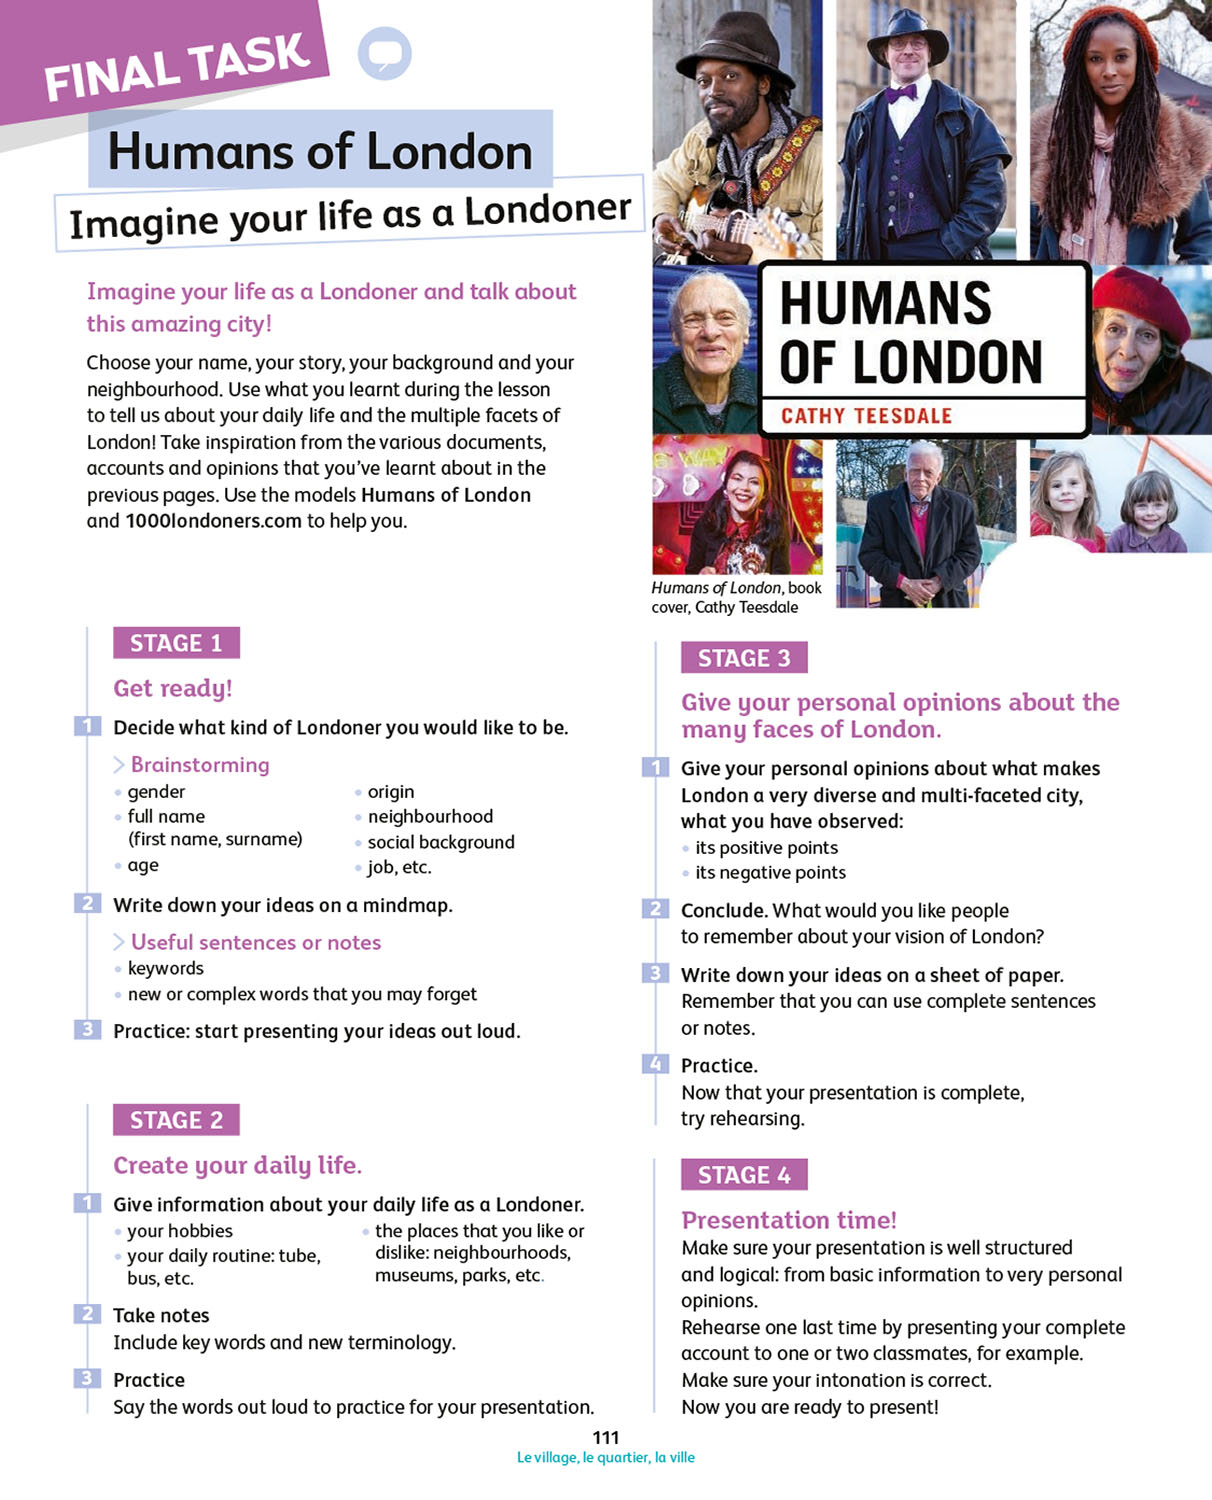 FINAL TASK
Humans of London
Imagine your life as a Londoner
Imagine your life as a Londoner and talk about
this amazing city!
Choose your name, your story, your background and your
neighbourhood. Use what you learnt during the lesson
to tell us about your daily life and the multiple facets of
London! Take inspiration from the various documents,
accounts and opinions that you've learnt about in the
previous pages. Use the models Humans of London
and 1000londoners.com to help you.
HUMANS
OF LONDON
CATHY TEESDALE
Humans of London, book
cover, Cathy Teesdale
STAGE 1
Get ready!
1 Decide what kind of Londoner you would like to be.
> Brainstorming
• gender
• full name
(first name, surname)
• age
• origin
• neighbourhood
• social background
• job, etc.
2 Write down your ideas on a mindmap.
> Useful sentences or notes
• keywords
• new or complex words that you may forget
3 Practice: start presenting your ideas out loud.
STAGE 2
Create your daily life.
1 Give information about your daily life as a Londoner.
• your hobbies
• your daily routine: tube,
bus, etc.
• the places that you like or
dislike: neighbourhoods,
museums, parks, etc.
2 Take notes
Include key words and new terminology.
3 Practice
Say the words out loud to practice for your presentation.
STAGE 3
Give your personal opinions about the
many faces of London.
1 Give your personal opinions about what makes
London a very diverse and multi-faceted city,
what you have observed:
• its positive points
• its negative points
2 Conclude. What would you like people
to remember about your vision of London?
3 Write down your ideas on a sheet of paper.
Remember that you can use complete sentences
or notes.
4 Practice.
Now that your presentation is complete,
try rehearsing.
STAGE 4
Presentation time!
Make sure your presentation is well structured
and logical: from basic information to very personal
opinions.
Rehearse one last time by presenting your complete
account to one or two classmates, for example.
Make sure your intonation is correct.
Now you are ready to present!
111
Le village, le quartier, la ville